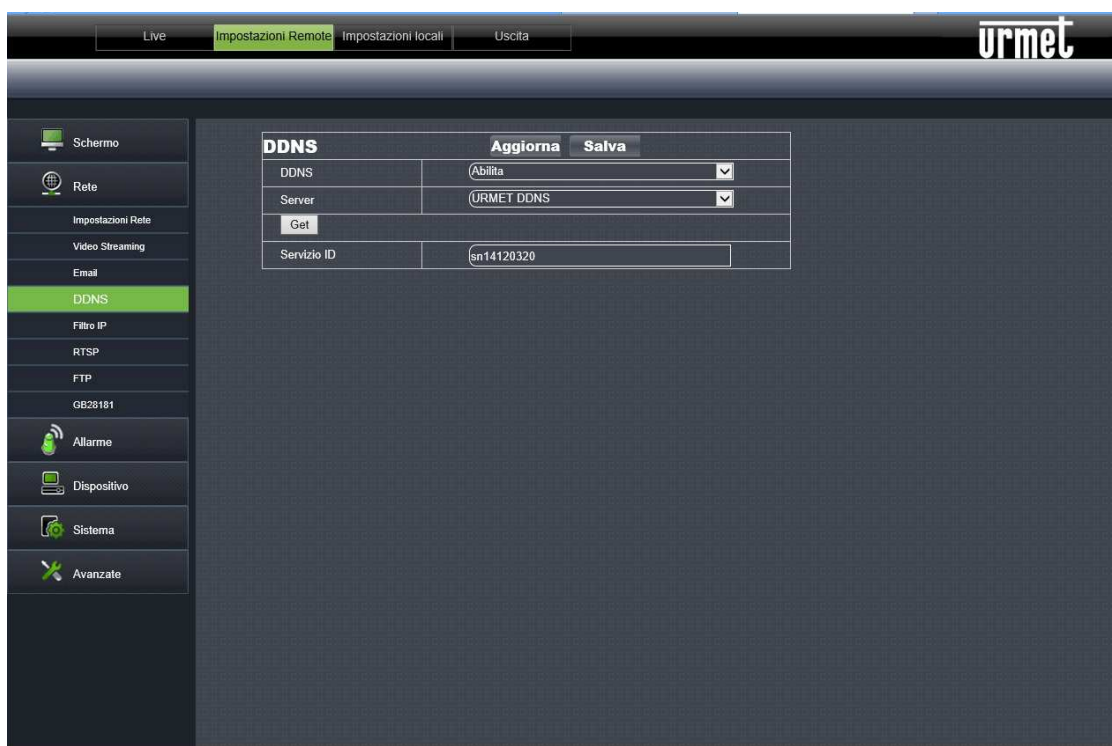 Live Impostazioni Remote Impostazioni locali Uscita urmet
Schermo
Rete
Impostazioni Rete
Video Streaming
Email
DDNS
Filtro IP
RTSP
FTP
GB28181
Allarme
Dispositivo
Sistema
Avanzate
DDNS Aggiorna Salva
DDNS Abilita
Server URMET DDNS
Get
Servizio ID sn14120320